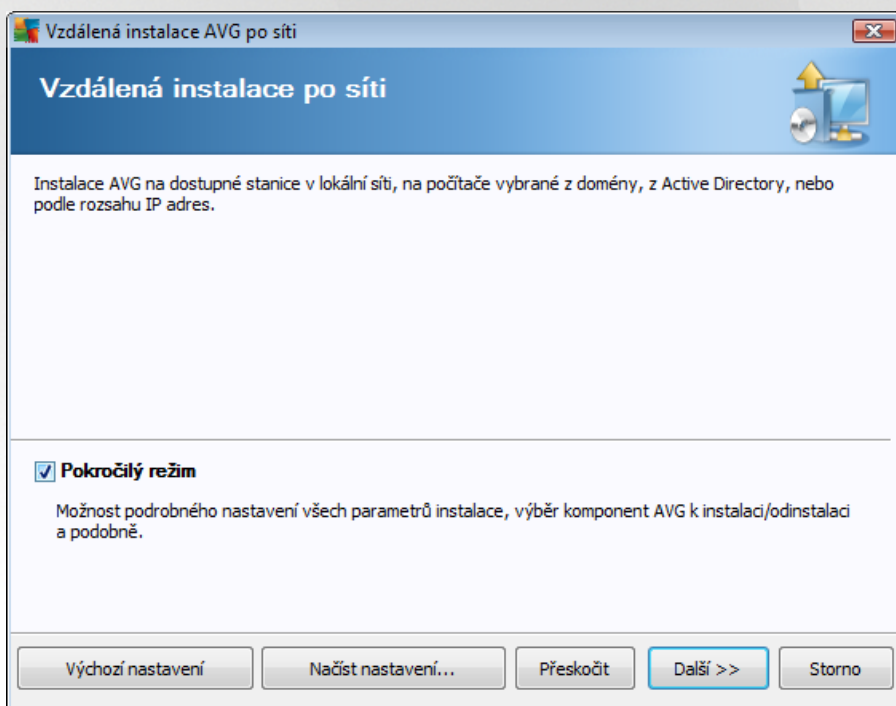 Vzdálená instalace AVG po síti
Vzdálená instalace po síti
Instalace AVG na dostupné stanice v lokální síti, na počítače vybrané z domény, z Active Directory, nebo
podle rozsahu IP adres.
Pokročilý režim
Možnost podrobného nastavení všech parametrů instalace, výběr komponent AVG k instalaci/odinstalaci
a podobně.
Výchozí nastavení
Načíst nastavení...
Přeskočit
Další >>
Storno